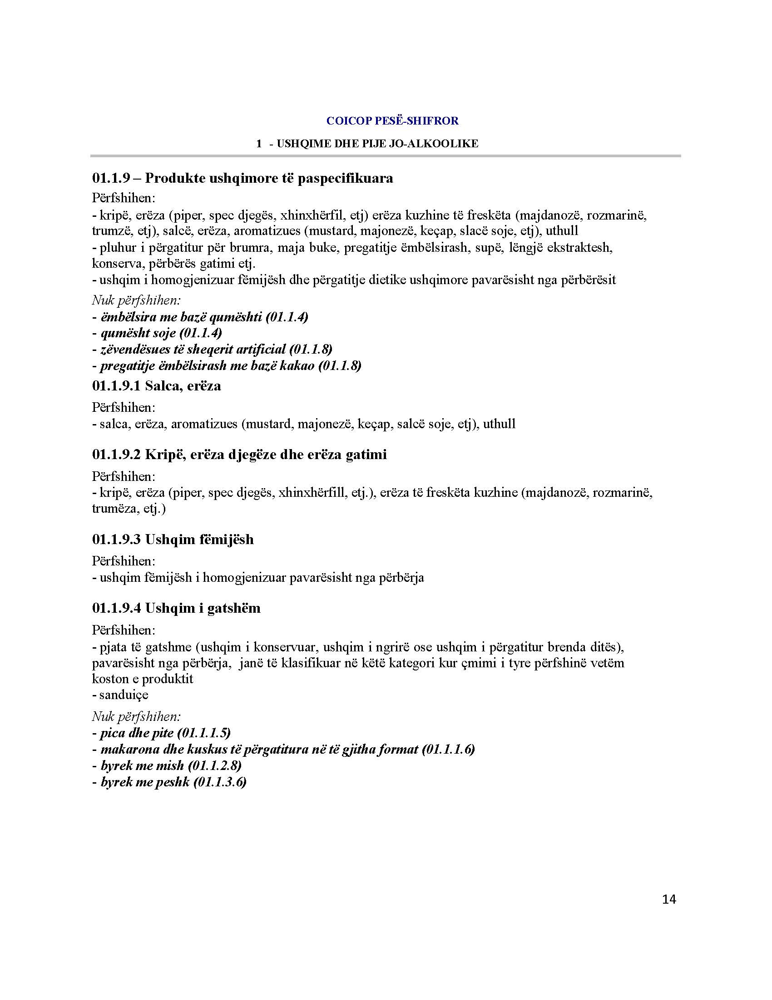 COICOP PESË-SHIFROR
1 - USHQIME DHE PIJE JO-ALKOOLIKE
01.1.9 – Produkte ushqimore të paspecifikuara
Përfshihen:
- kripë, erëza (piper, spec djegës, xhinxhërfil, etj) erëza kuzhine të freskëta (majdanozë, rozmarinë,
trumzë, etj), salcë, erëza, aromatizues (mustard, majonezë, keçap, slacë soje, etj), uthull
- pluhur i përgatitur për brumra, maja buke, pregatitje ëmbëlsirash, supë, lëngjë ekstraktesh,
konserva, përbërës gatimi etj.
- ushqim i homogjenizuar fëmijësh dhe përgatitje dietike ushqimore pavarësisht nga përbërësit
Nuk përfshihen:
- ëmbëlsira me bazë qumështi (01.1.4)
- qumësht soje (01.1.4)
- zëvendësues të sheqerit artificial (01.1.8)
- pregatitje ëmbëlsirash me bazë kakao (01.1.8)
01.1.9.1 Salca, erëza
Përfshihen:
- salca, erëza, aromatizues (mustard, majonezë, keçap, salcë soje, etj), uthull
01.1.9.2 Kripë, erëza djegëze dhe erëza gatimi
Përfshihen:
- kripë, erëza (piper, spec djegës, xhinxhërfill, etj.), erëza të freskëta kuzhine (majdanozë, rozmarinë,
trumëza, etj.)
01.1.9.3 Ushqim fëmijësh
Përfshihen:
- ushqim fëmijësh i homogjenizuar pavarësisht nga përbërja
01.1.9.4 Ushqim i gatshëm
Përfshihen:
- pjata të gatshme (ushqim i konservuar, ushqim i ngrirë ose ushqim i përgatitur brenda ditës),
pavarësisht nga përbërja, janë të klasifikuar në këtë kategori kur çmimi i tyre përfshinë vetëm
koston e produktit
- sanduiçe
Nuk përfshihen:
- pica dhe pite (01.1.1.5)
- makarona dhe kuskus të përgatitura në të gjitha format (01.1.1.6)
- byrek me mish (01.1.2.8)
- byrek me peshk (01.1.3.6)
14